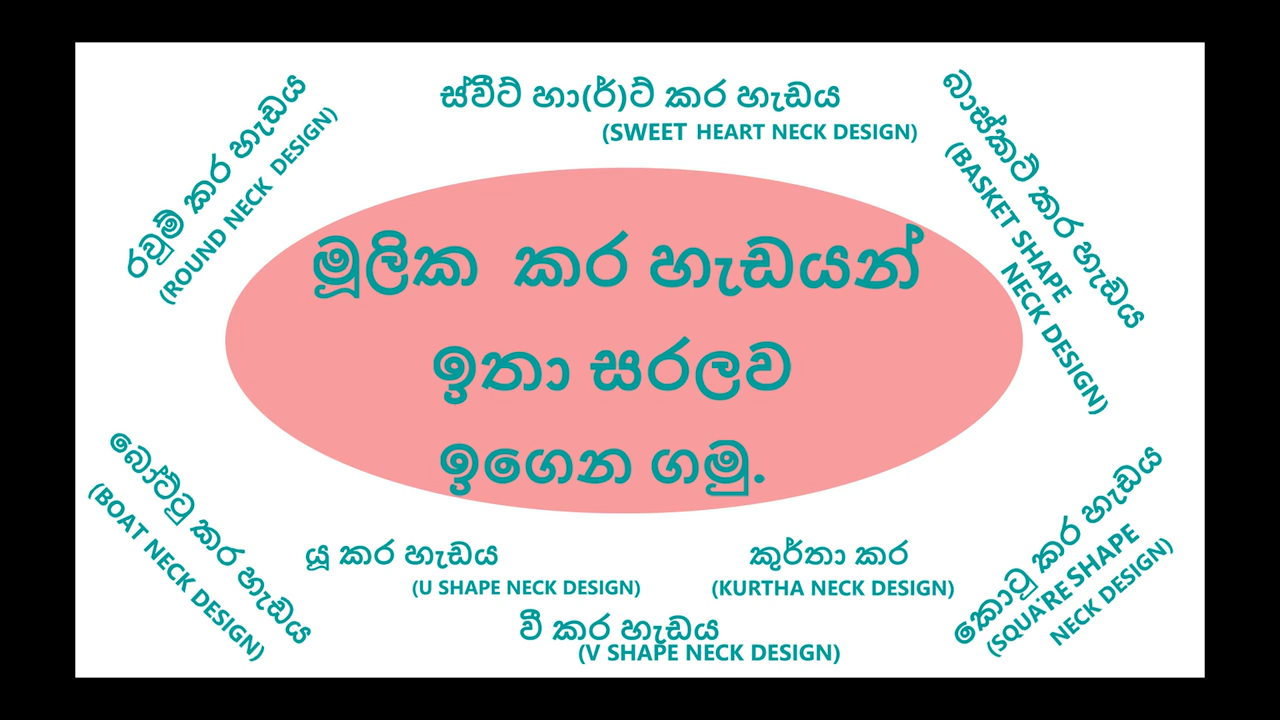 රවුම් කර හැඩය
(ROUND NECK DESIGN)
ස්වීට් හා(ර්)ට් කර හැඩය
(SWEET HEART NECK DESIGN)
බාස්කට් කර හැඩය
(BASKET SHAPE
NECK DESIGN)
මූලික කර හැඩයන්
ඉතා සරලව
ඉගෙන ගමු.
බෝට්ටු කර හැඩය
(BOAT NECK DESIGN)
යූ කර හැඩය
(U SHAPE NECK DESIGN)
කුර්තා කර
(KURTHA NECK DESIGN)
වී කර හැඩය
(V SHAPE NECK DESIGN)
කොටු කර හැඩය
(SQUARE SHAPE
NECK DESIGN)